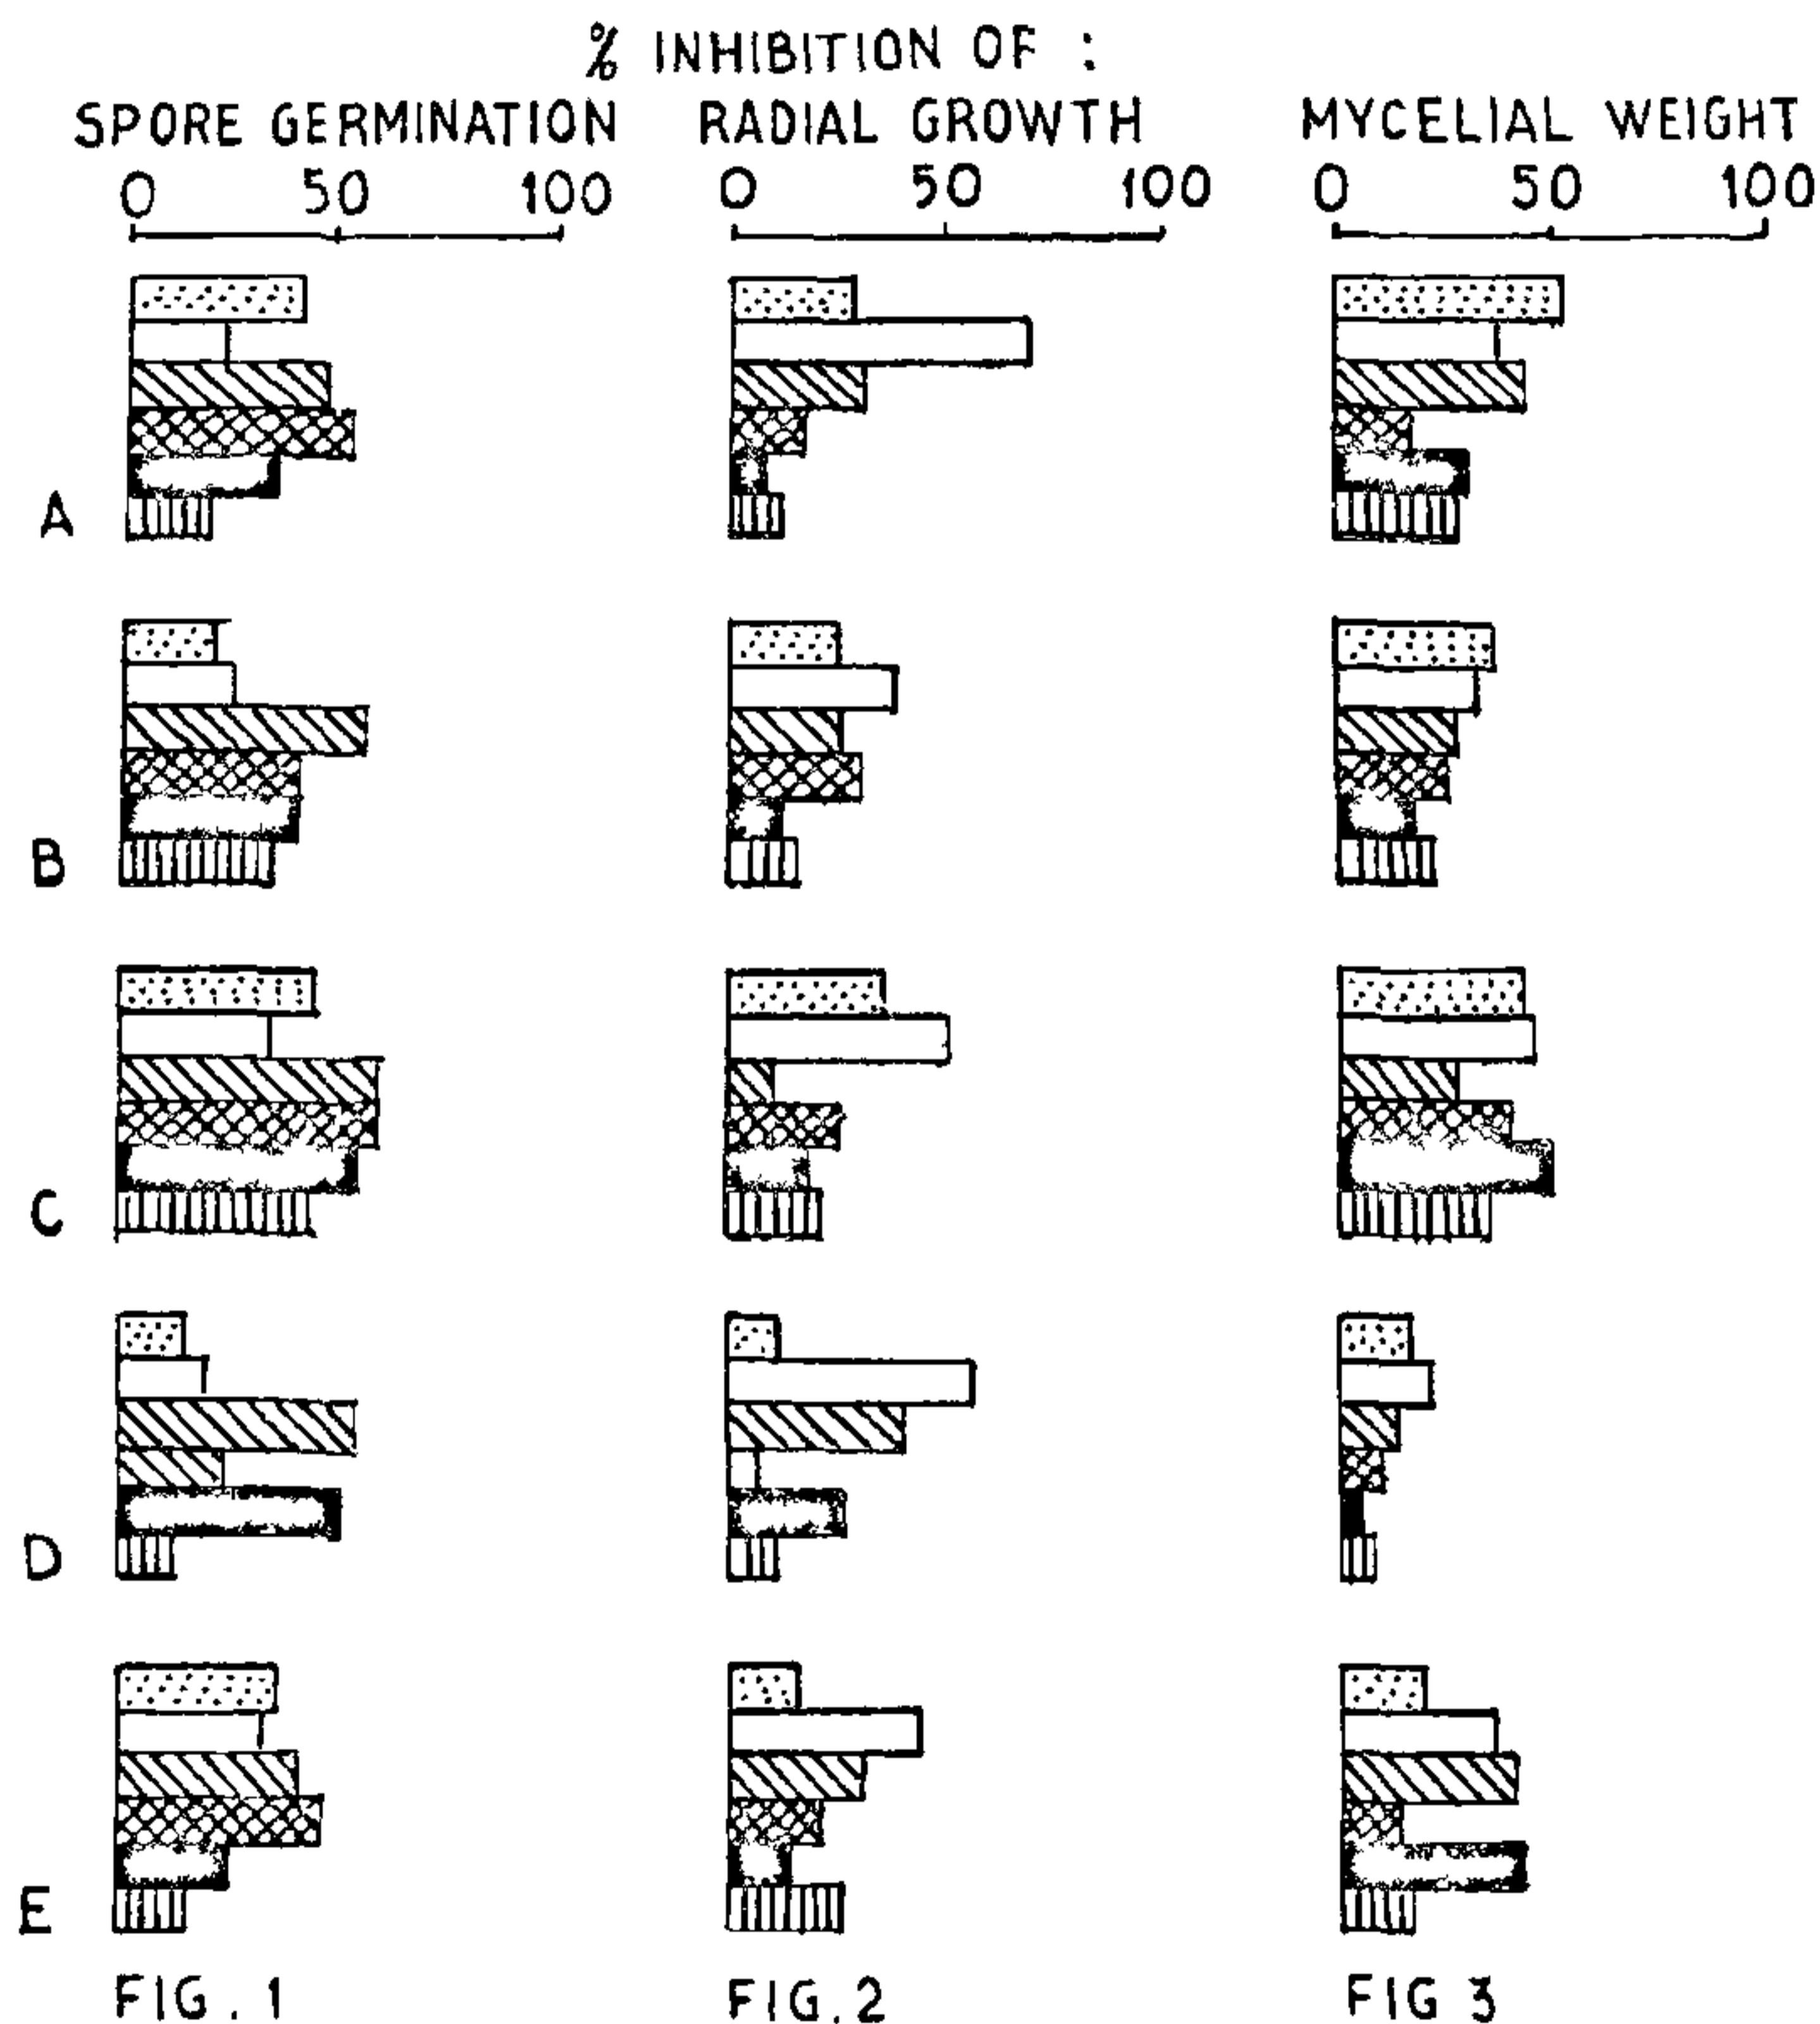 % INHIBITION OF :
SPORE GERMINATION RADIAL GROWTH MYCELIAL WEIGHT
0 50 100 0 50 100 0 50 100
A
B
C
D
E
FIG. 1 FIG. 2 FIG 3